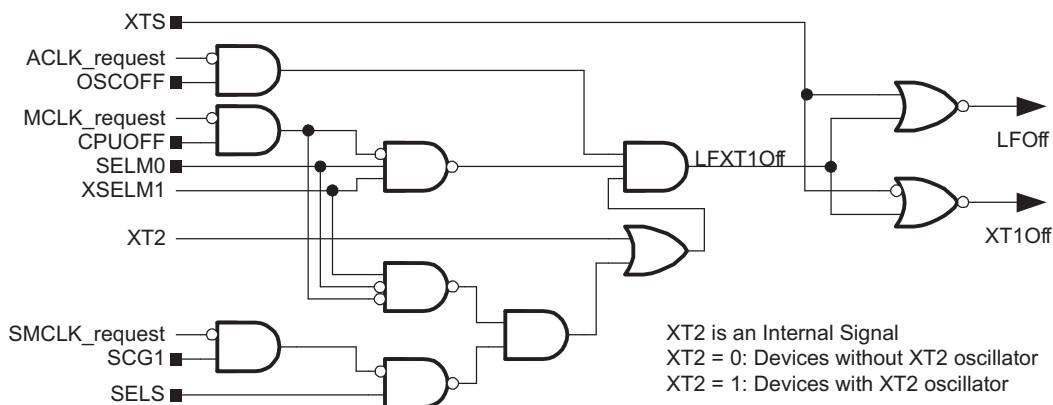 XTS
ACLK_request
OSCOFF
MCLK_request
CPUOFF
SELM0
XSELM1
XT2
SMCLK_request
SCG1
SELS
LFXT1Off
LFOff
XT1Off
XT2 is an Internal Signal
XT2 = 0: Devices without XT2 oscillator
XT2 = 1: Devices with XT2 oscillator